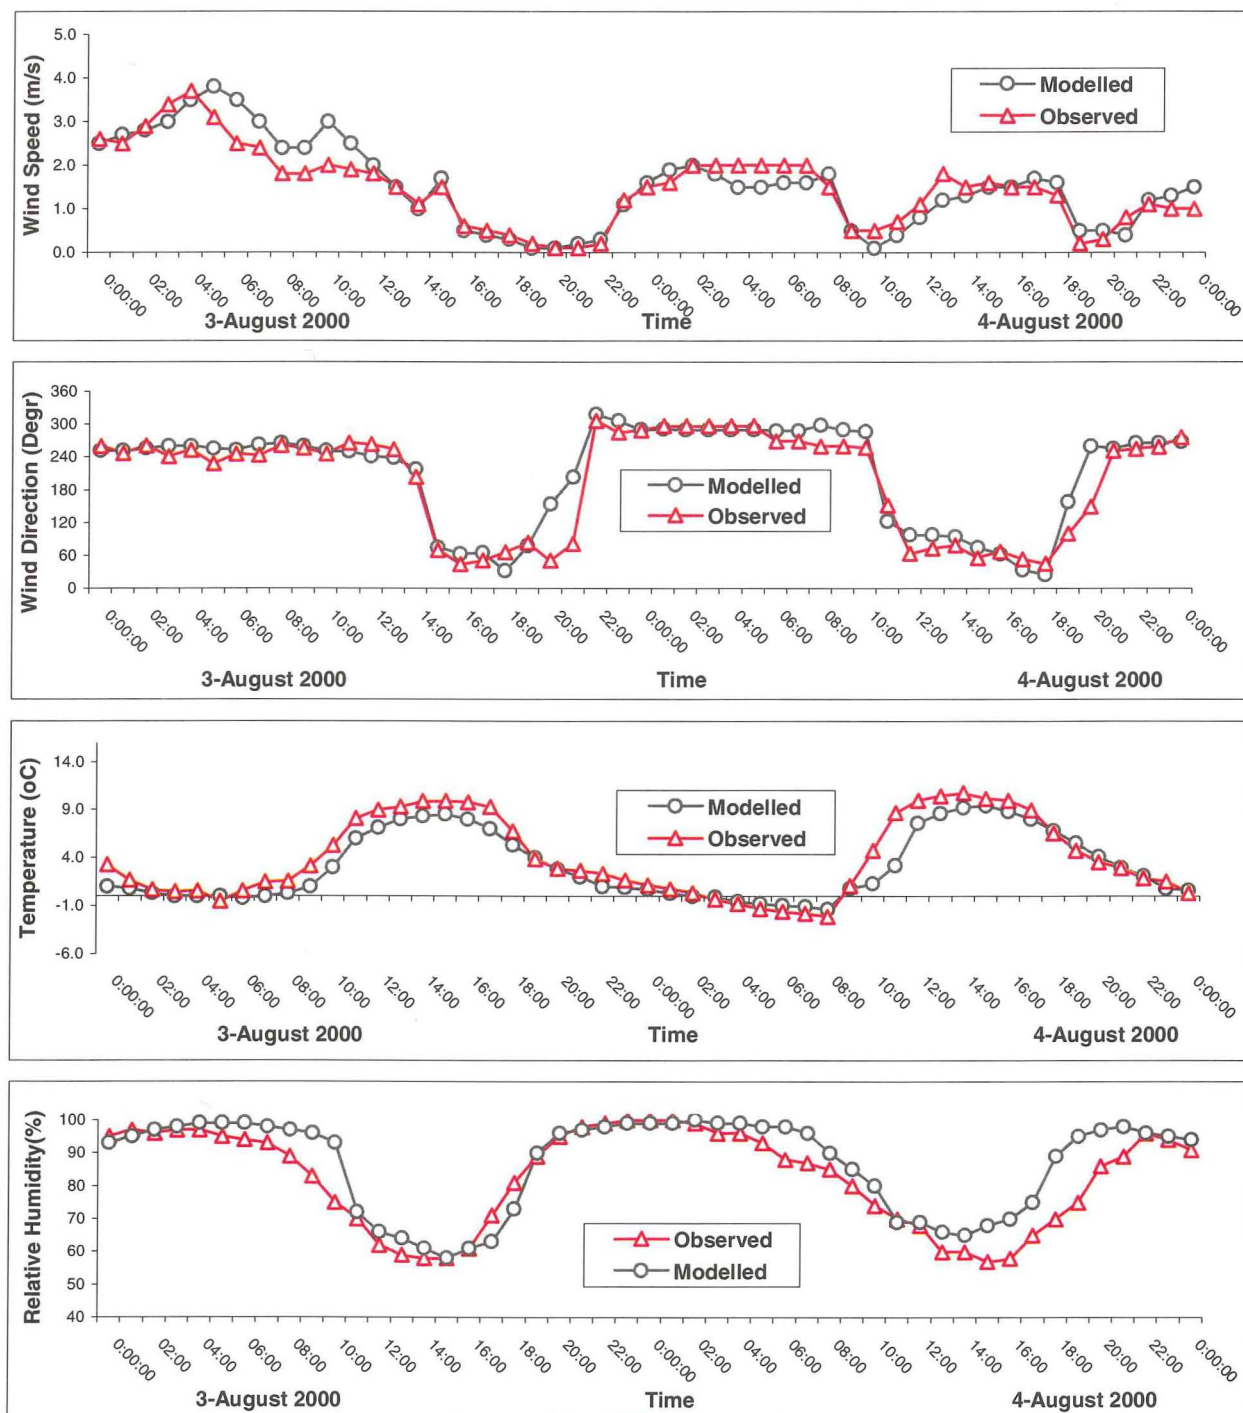 Wind Speed (m/s)
5.0
4.0
3.0
2.0
1.0
0.0
Modelled
Observed
0:00:00 02:00 04:00 06:00 08:00 10:00 12:00 14:00 16:00 18:00 20:00 22:00 0:00:00 02:00 04:00 06:00 08:00 10:00 12:00 14:00 16:00 18:00 20:00 22:00 0:00:00
3-August 2000 Time 4-August 2000
Wind Direction (Degr)
360
300
240
180
120
60
0
Modelled
Observed
0:00:00 02:00 04:00 06:00 08:00 10:00 12:00 14:00 16:00 18:00 20:00 22:00 0:00:00 02:00 04:00 06:00 08:00 10:00 12:00 14:00 16:00 18:00 20:00 22:00 0:00:00
3-August 2000 Time 4-August 2000
Temperature (oC)
14.0
9.0
4.0
-1.0
-6.0
Modelled
Observed
0:00:00 02:00 04:00 06:00 08:00 10:00 12:00 14:00 16:00 18:00 20:00 22:00 0:00:00 02:00 04:00 06:00 08:00 10:00 12:00 14:00 16:00 18:00 20:00 22:00 0:00:00
3-August 2000 Time 4-August 2000
Relative Humidity(%)
100
90
80
70
60
50
40
Observed
Modelled
0:00:00 02:00 04:00 06:00 08:00 10:00 12:00 14:00 16:00 18:00 20:00 22:00 0:00:00 02:00 04:00 06:00 08:00 10:00 12:00 14:00 16:00 18:00 20:00 22:00 0:00:00
3-August 2000 Time 4-August 2000